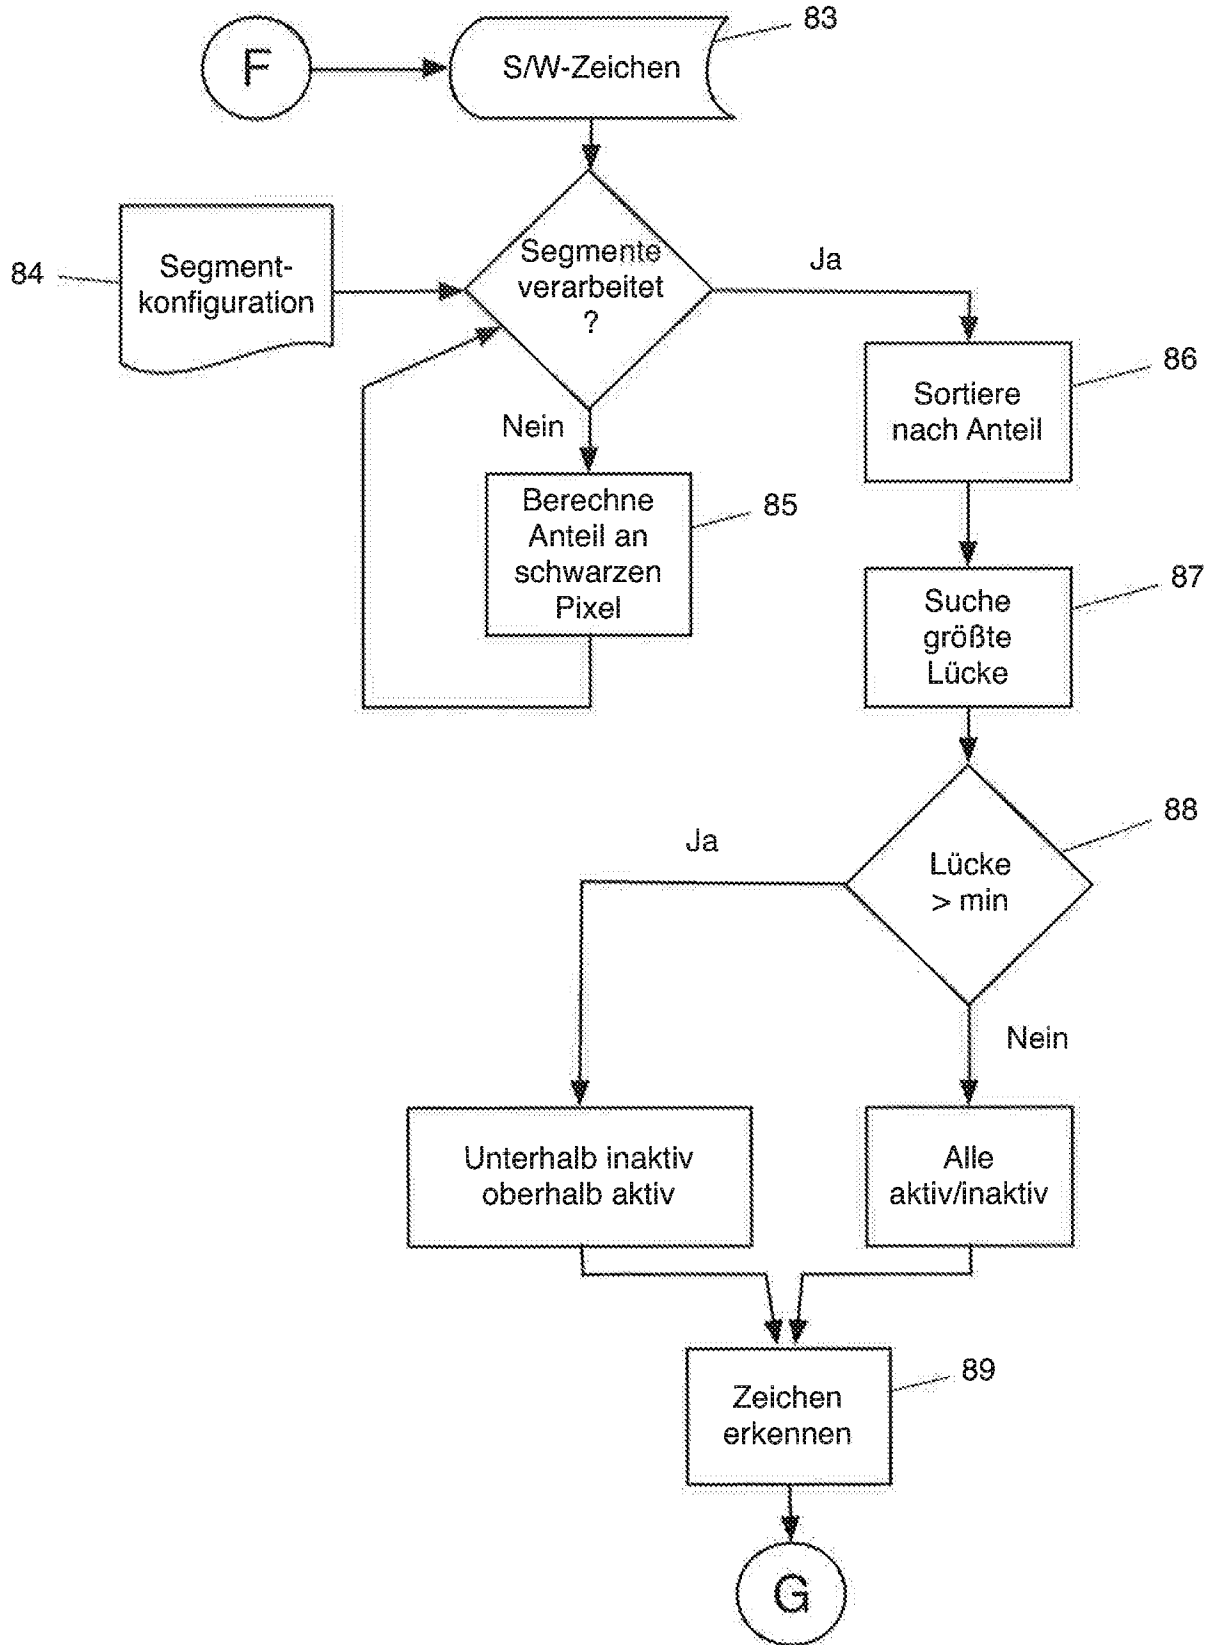 F
S/W-Zeichen
83
84
Segment-
konfiguration
Segmente
verarbeitet
?
Ja
Nein
Berechne
Anteil an
schwarzen
Pixel
85
Sortiere
nach Anteil
86
Suche
größte
Lücke
87
Lücke
> min
88
Ja
Nein
Unterhalb inaktiv
oberhalb aktiv
Alle
aktiv/inaktiv
Zeichen
erkennen
89
G